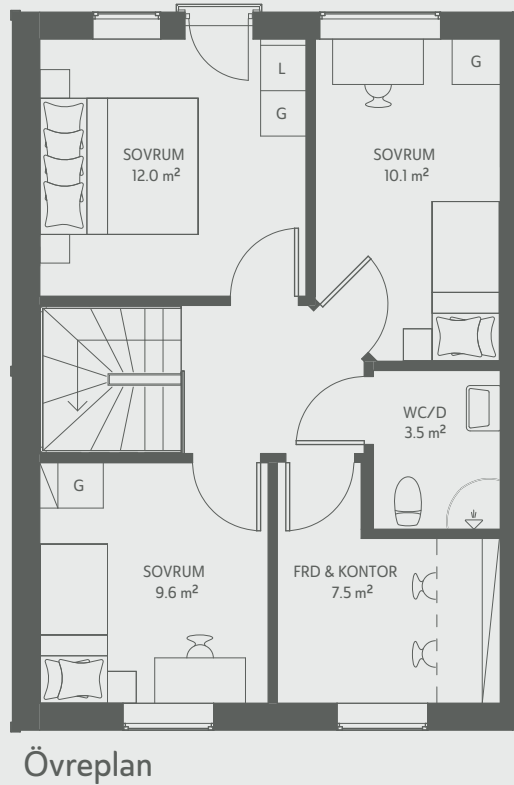 L
G
G
SOVRUM
12.0 m²
SOVRUM
10.1 m²
WC/D
3.5 m²
G
SOVRUM
9.6 m²
FRD & KONTOR
7.5 m²
Övreplan